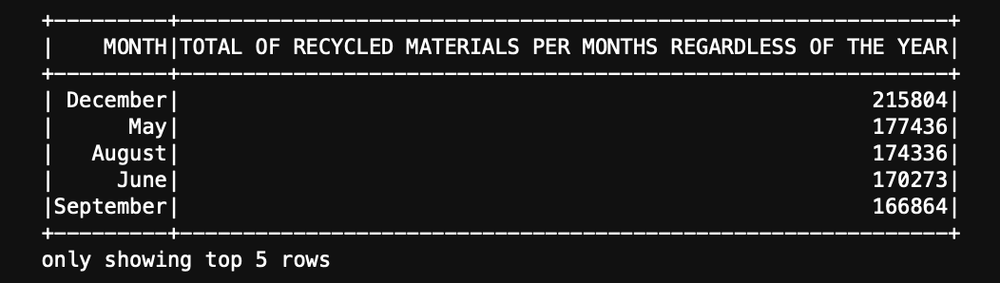 +---------+--------------------------------------------------------------+
|    MONTH|TOTAL OF RECYCLED MATERIALS PER MONTHS REGARDLESS OF THE YEAR|
+---------+--------------------------------------------------------------+
| December|                                                       215804|
|      May|                                                       177436|
|   August|                                                       174336|
|     June|                                                       170273|
|September|                                                       166864|
+---------+--------------------------------------------------------------+
only showing top 5 rows